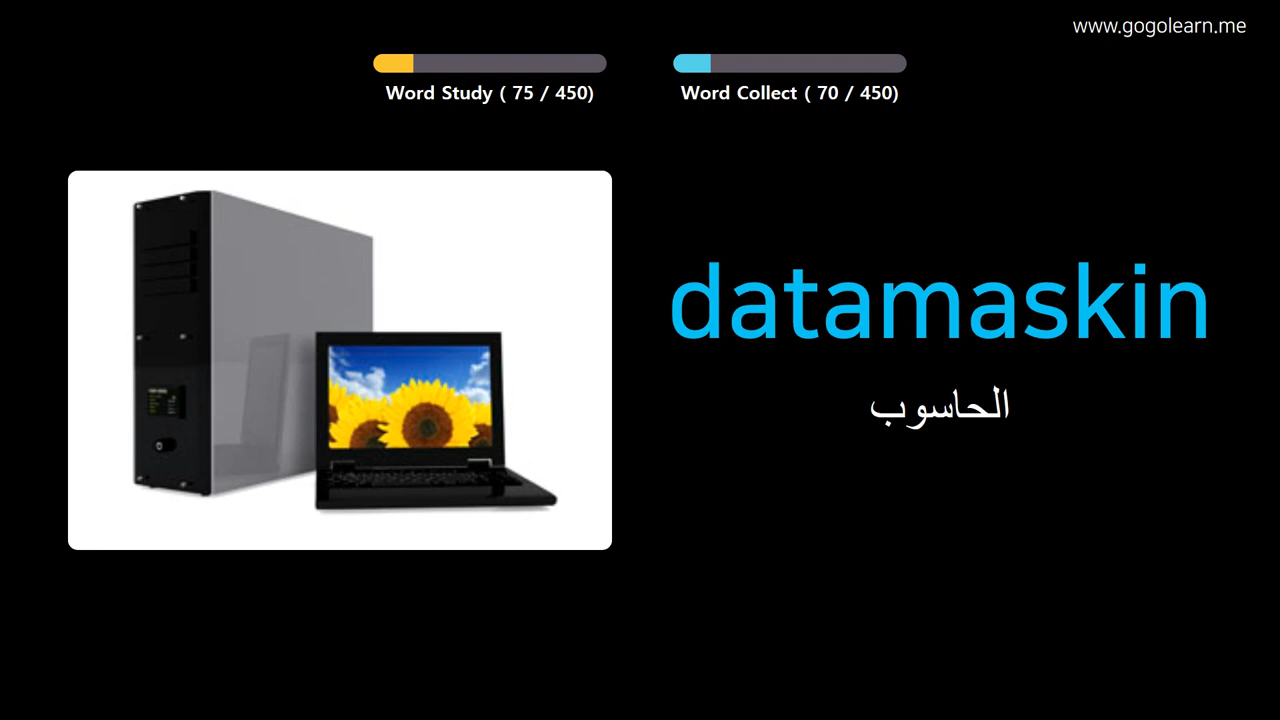 www.gogolearn.me
Word Study ( 75 / 450)
Word Collect ( 70 / 450)
datamaskin
الحاسوب